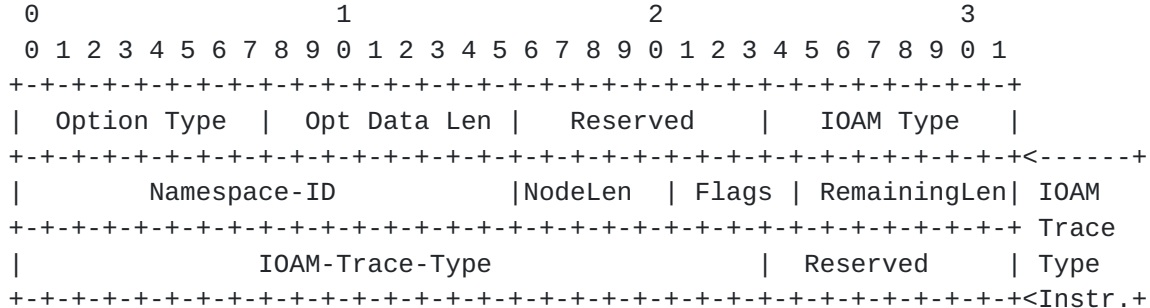 0                   1                   2                   3
 0 1 2 3 4 5 6 7 8 9 0 1 2 3 4 5 6 7 8 9 0 1 2 3 4 5 6 7 8 9 0 1
+-+-+-+-+-+-+-+-+-+-+-+-+-+-+-+-+-+-+-+-+-+-+-+-+-+-+-+-+-+-+-+-+
|  Option Type  |  Opt Data Len |   Reserved    |   IOAM Type   |
+-+-+-+-+-+-+-+-+-+-+-+-+-+-+-+-+-+-+-+-+-+-+-+-+-+-+-+-+-+-+-+-+<------+
|        Namespace-ID           |NodeLen  | Flags | RemainingLen| IOAM
+-+-+-+-+-+-+-+-+-+-+-+-+-+-+-+-+-+-+-+-+-+-+-+-+-+-+-+-+-+-+-+-+ Trace
|               IOAM-Trace-Type                 |  Reserved     | Type
+-+-+-+-+-+-+-+-+-+-+-+-+-+-+-+-+-+-+-+-+-+-+-+-+-+-+-+-+-+-+-+-+<Instr.+